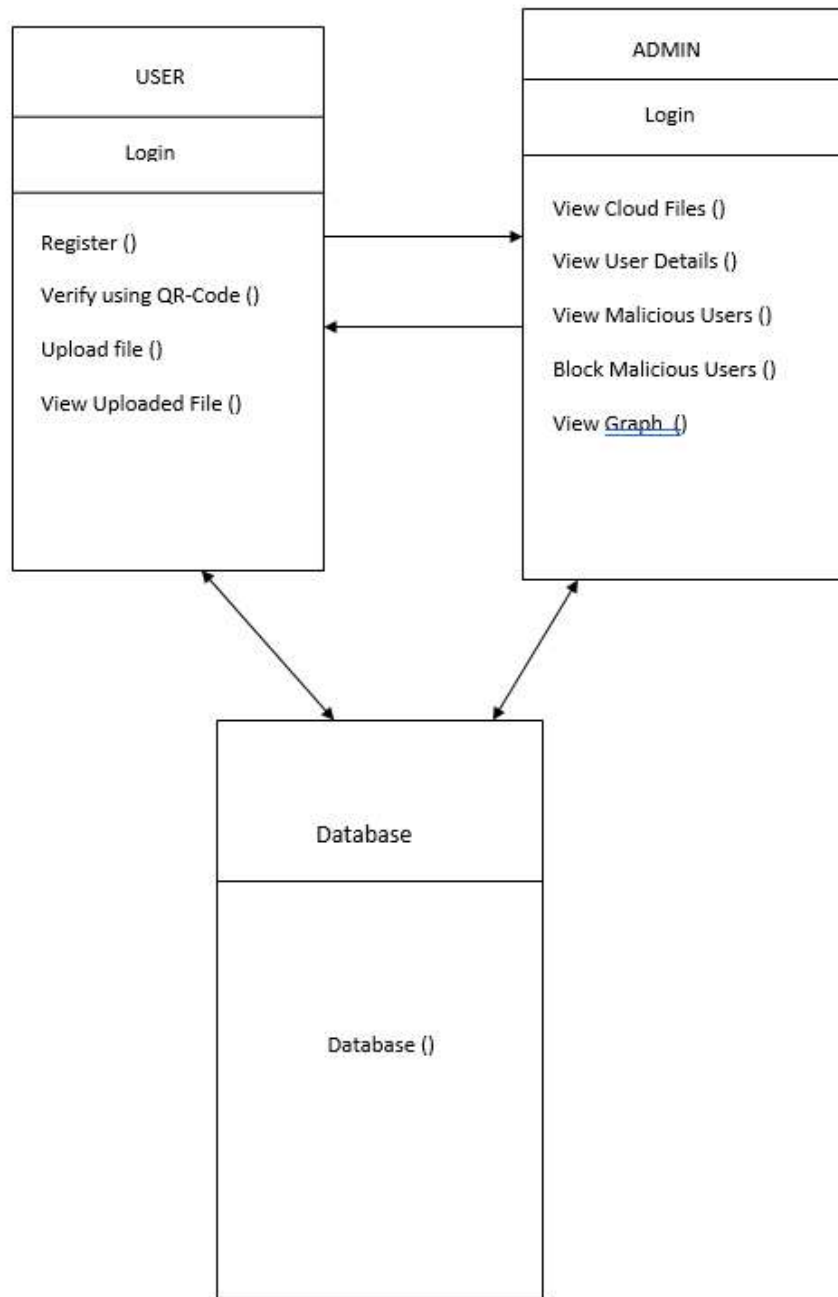 USER
Login
Register ()
Verify using QR-Code ()
Upload file ()
View Uploaded File ()
ADMIN
Login
View Cloud Files ()
View User Details ()
View Malicious Users ()
Block Malicious Users ()
View Graph ()
Database
Database ()